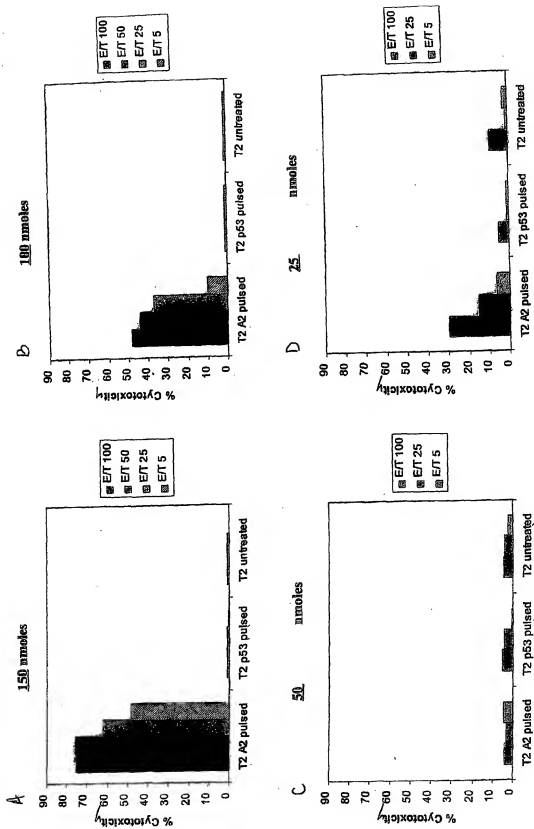 A
150 nmoles
% Cytotoxicity
90
80
70
60
50
40
30
20
10
0
T2 A2 pulsed
T2 p53 pulsed
T2 untreated
E/T 100
E/T 50
E/T 25
E/T 5
B
100 nmoles
% Cytotoxicity
90
80
70
60
50
40
30
20
10
0
T2 A2 pulsed
T2 p53 pulsed
T2 untreated
E/T 100
E/T 50
E/T 25
E/T 5
C
50 nmoles
% Cytotoxicity
90
80
70
60
50
40
30
20
10
0
T2 A2 pulsed
T2 p53 pulsed
T2 untreated
E/T 100
E/T 25
E/T 5
D
25 nmoles
% Cytotoxicity
90
80
70
60
50
40
30
20
10
0
T2 A2 pulsed
T2 p53 pulsed
T2 untreated
E/T 100
E/T 25
E/T 5